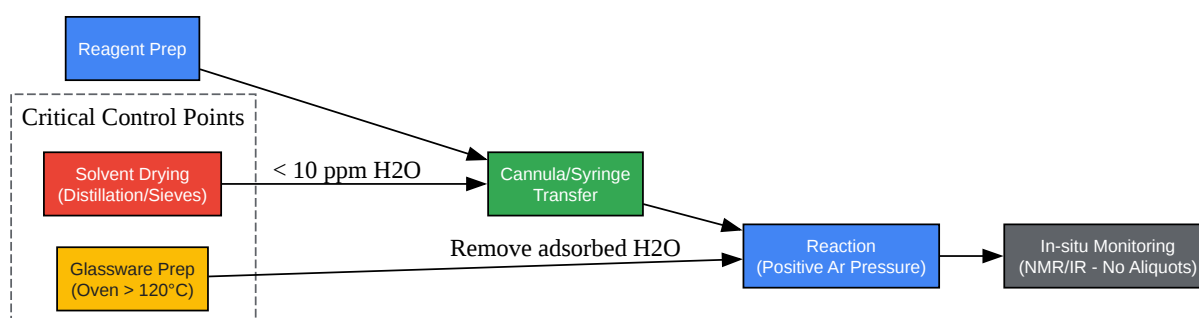 Reagent Prep
Critical Control Points
Solvent Drying
(Distillation/Sieves)
< 10 ppm H2O
Cannula/Syringe
Transfer
Glassware Prep
(Oven > 120°C)
Remove adsorbed H2O
Reaction
(Positive Ar Pressure)
In-situ Monitoring
(NMR/IR - No Aliquots)